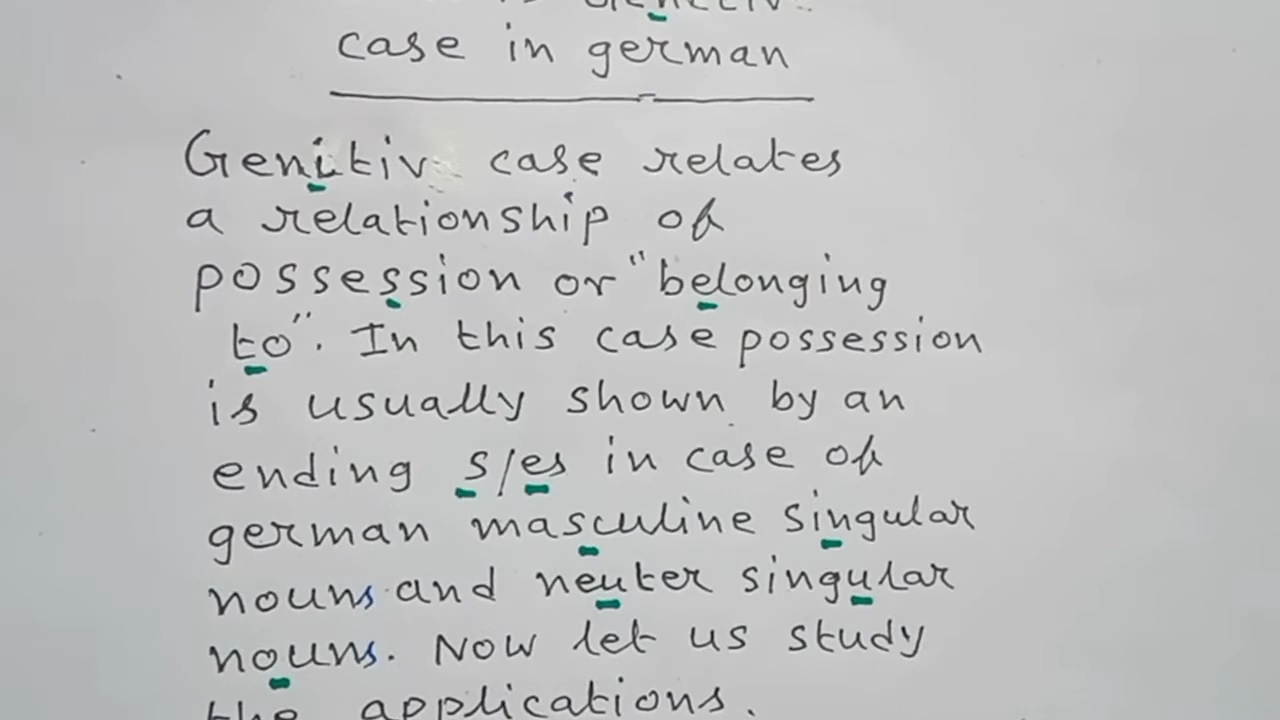 case in german
Genitiv case relates
a relationship of
possession or "belonging
to". In this case possession
is usually shown by an
ending s/es in case of
german masculine singular
nouns and neuter singular
nouns. Now let us study
the applications.